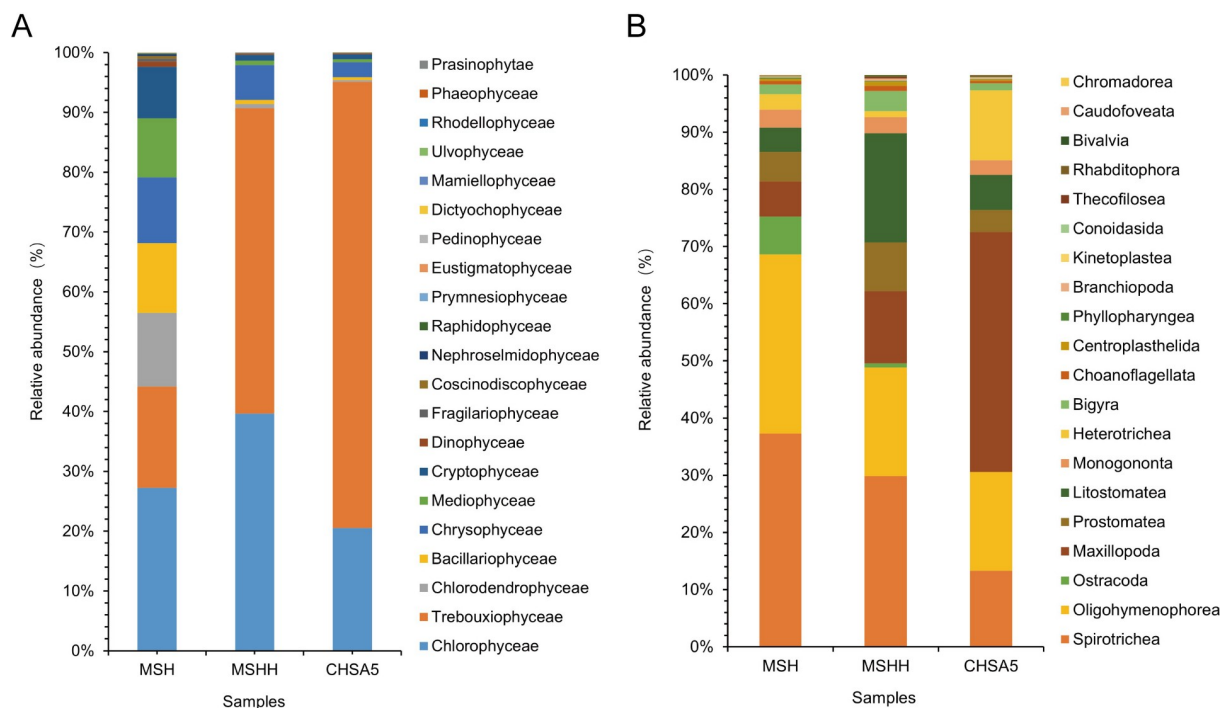 A
100%
90%
80%
70%
60%
50%
40%
30%
20%
10%
0%
Relative abundance (%)
MSH
MSHH
CHSA5
Samples
Prasinophytae
Phaeophyceae
Rhodellophyceae
Ulvophyceae
Mamiellophyceae
Dictyochophyceae
Pedinophyceae
Eustigmatophyceae
Prymnesiophyceae
Raphidophyceae
Nephroselmidophyceae
Coscinodiscophyceae
Fragilariophyceae
Dinophyceae
Cryptophyceae
Mediophyceae
Chrysophyceae
Bacillariophyceae
Chlorodendrophyceae
Trebouxiophyceae
Chlorophyceae
B
100%
90%
80%
70%
60%
50%
40%
30%
20%
10%
0%
Relative abundance (%)
MSH
MSHH
CHSA5
Samples
Chromadorea
Caudofoveata
Bivalvia
Rhabditophora
Thecofilosea
Conoidasida
Kinetoplastea
Branchiopoda
Phyllopharyngea
Centroplasthelida
Choanoflagellata
Bigyra
Heterotrichea
Monogononta
Litostomatea
Prostomatea
Maxillopoda
Ostracoda
Oligohymenophorea
Spirotrichea